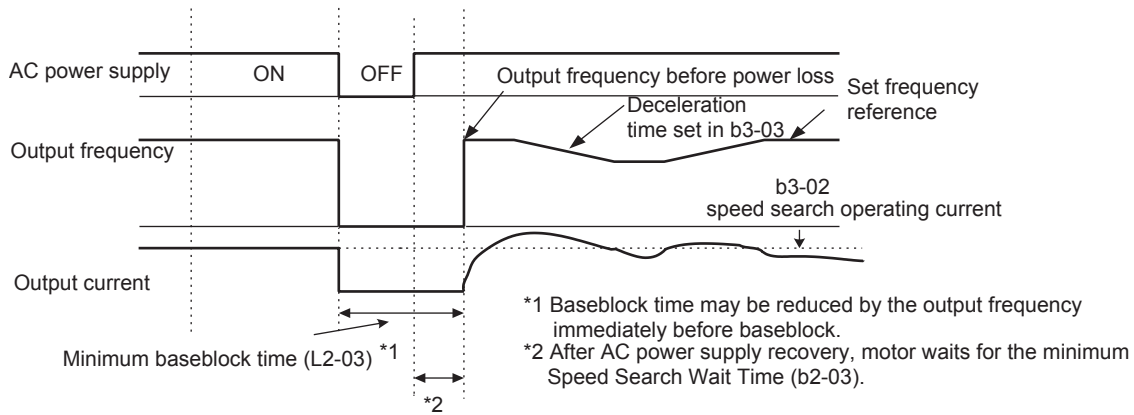 AC power supply
ON
OFF
Output frequency before power loss
Deceleration
time set in b3-03
Set frequency
reference
Output frequency
b3-02
speed search operating current
Output current
*1 Baseblock time may be reduced by the output frequency
immediately before baseblock.
Minimum baseblock time (L2-03) *1
*2 After AC power supply recovery, motor waits for the minimum
Speed Search Wait Time (b2-03).
*2